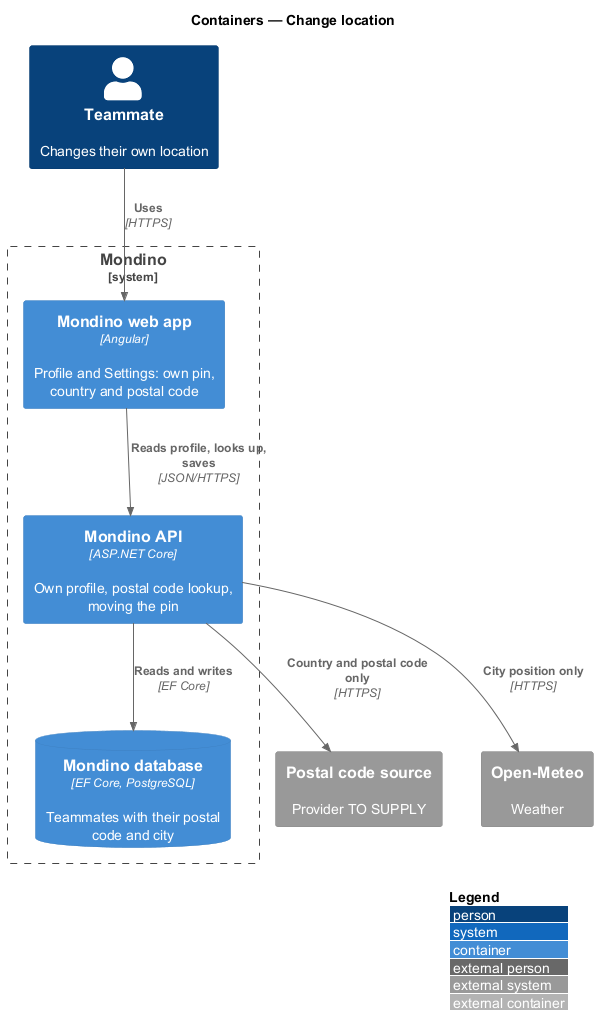 Containers — Change location
Teammate
Changes their own location
Uses
[HTTPS]
Mondino
[system]
Mondino web app
[Angular]
Profile and Settings: own pin,
country and postal code
Reads profile, looks up,
saves
[JSON/HTTPS]
Mondino API
[ASP.NET Core]
Own profile, postal code lookup,
moving the pin
Reads and writes
[EF Core]
Country and postal code
only
[HTTPS]
City position only
[HTTPS]
Mondino database
[EF Core, PostgreSQL]
Teammates with their postal
code and city
Postal code source
Provider TO SUPPLY
Open-Meteo
Weather
Legend
person
system
container
external person
external system
external container